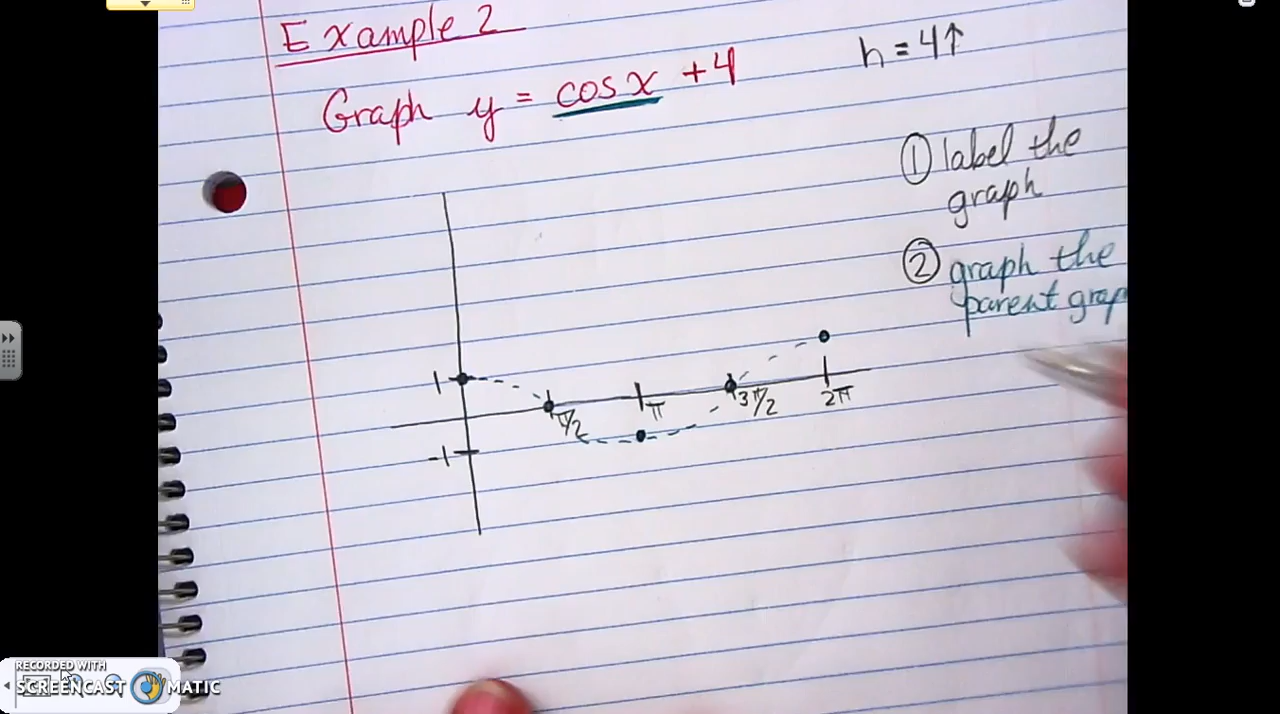 Example 2
Graph y = cos x + 4
h = 4↑
① label the
graph
② graph the
parent grap
1
-1
π/2
π
3π/2
2π
RECORDED WITH
SCREENCAST MATIC